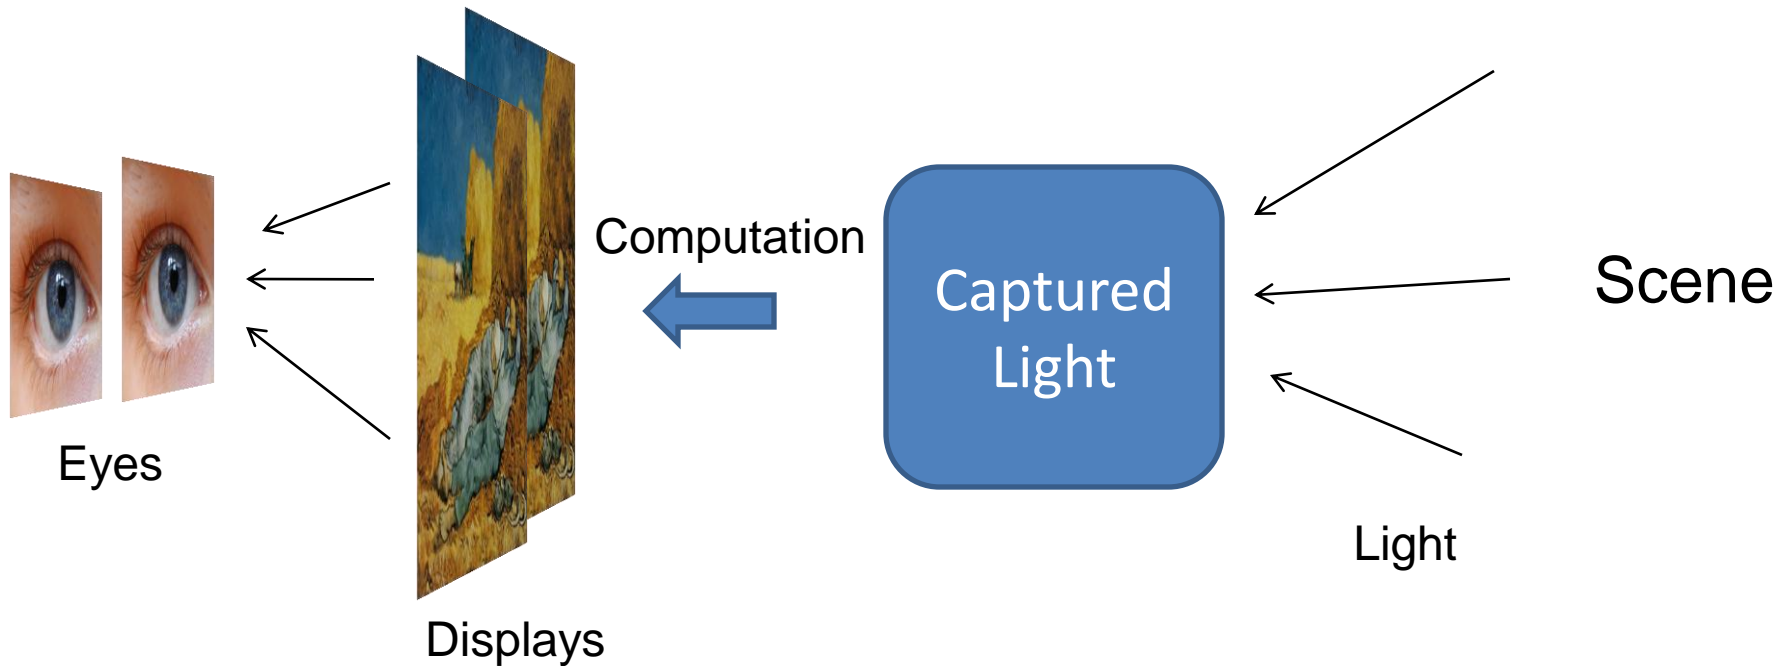 Computation
Captured
Light
Scene
Eyes
Light
Displays